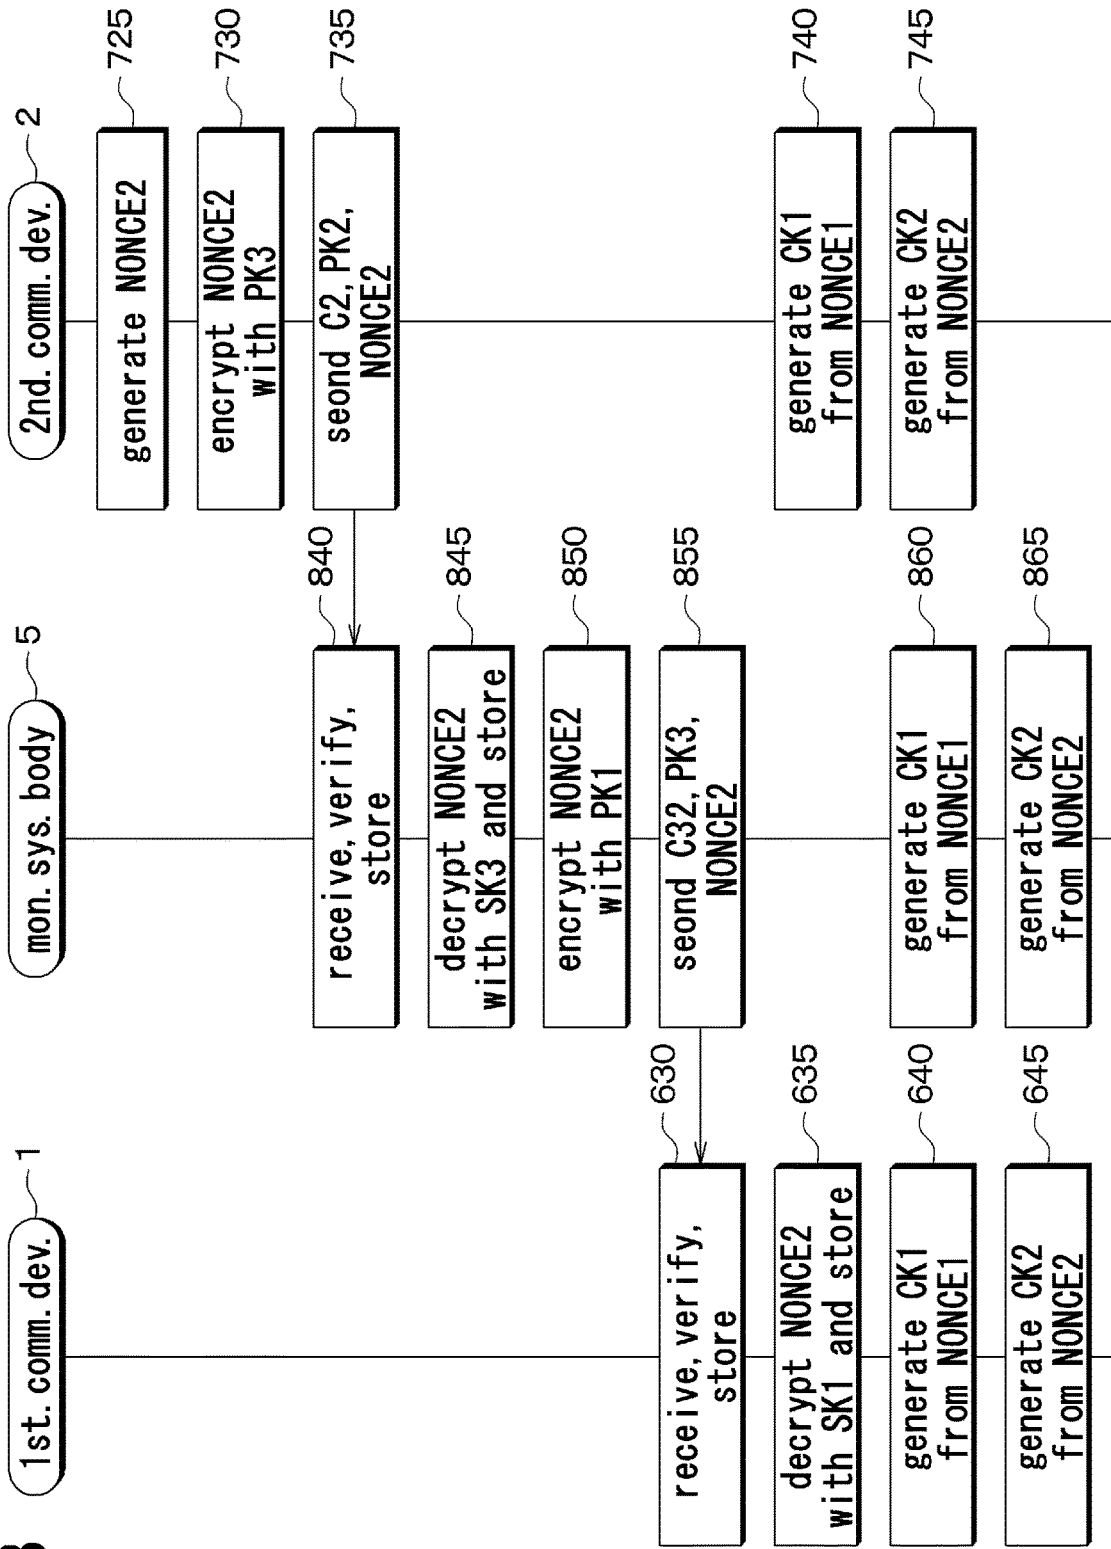 1st. comm. dev.
1
receive, verify,
store
630
decrypt NONCE2
with SK1 and store
635
generate CK1
from NONCE1
640
generate CK2
from NONCE2
645
mon. sys. body
5
receive, verify,
store
840
decrypt NONCE2
with SK3 and store
845
encrypt NONCE2
with PK1
850
seond C32, PK3,
NONCE2
855
generate CK1
from NONCE1
860
generate CK2
from NONCE2
865
2nd. comm. dev.
2
generate NONCE2
725
encrypt NONCE2
with PK3
730
seond C2, PK2,
NONCE2
735
generate CK1
from NONCE1
740
generate CK2
from NONCE2
745